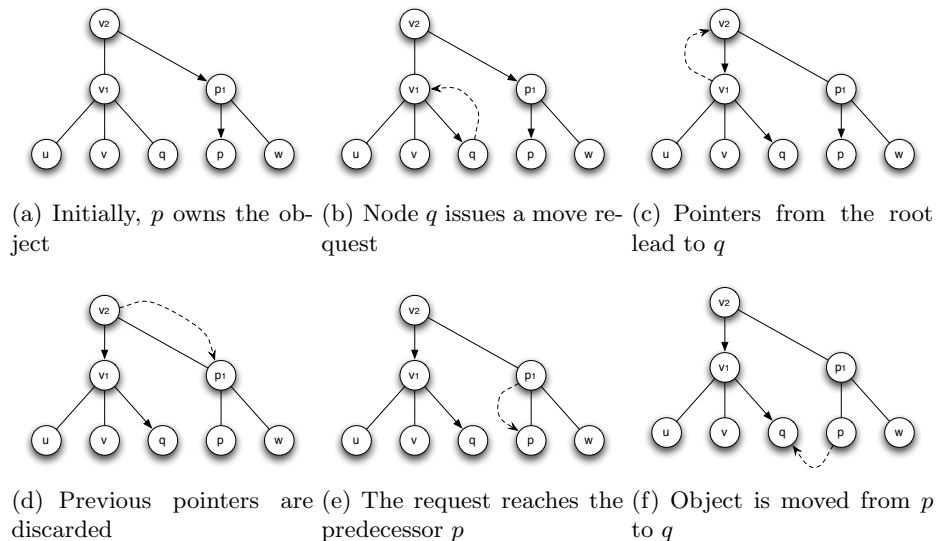 v2
v1
p1
u v q p w
v2
v1
p1
u v q p w
v2
v1
p1
u v q p w
(a) Initially, p owns the ob-
ject
(b) Node q issues a move re-
quest
(c) Pointers from the root
lead to q
v2
v1
p1
u v q p w
v2
v1
p1
u v q p w
v2
v1
p1
u v q p w
(d) Previous pointers are
discarded
(e) The request reaches the
predecessor p
(f) Object is moved from p
to q